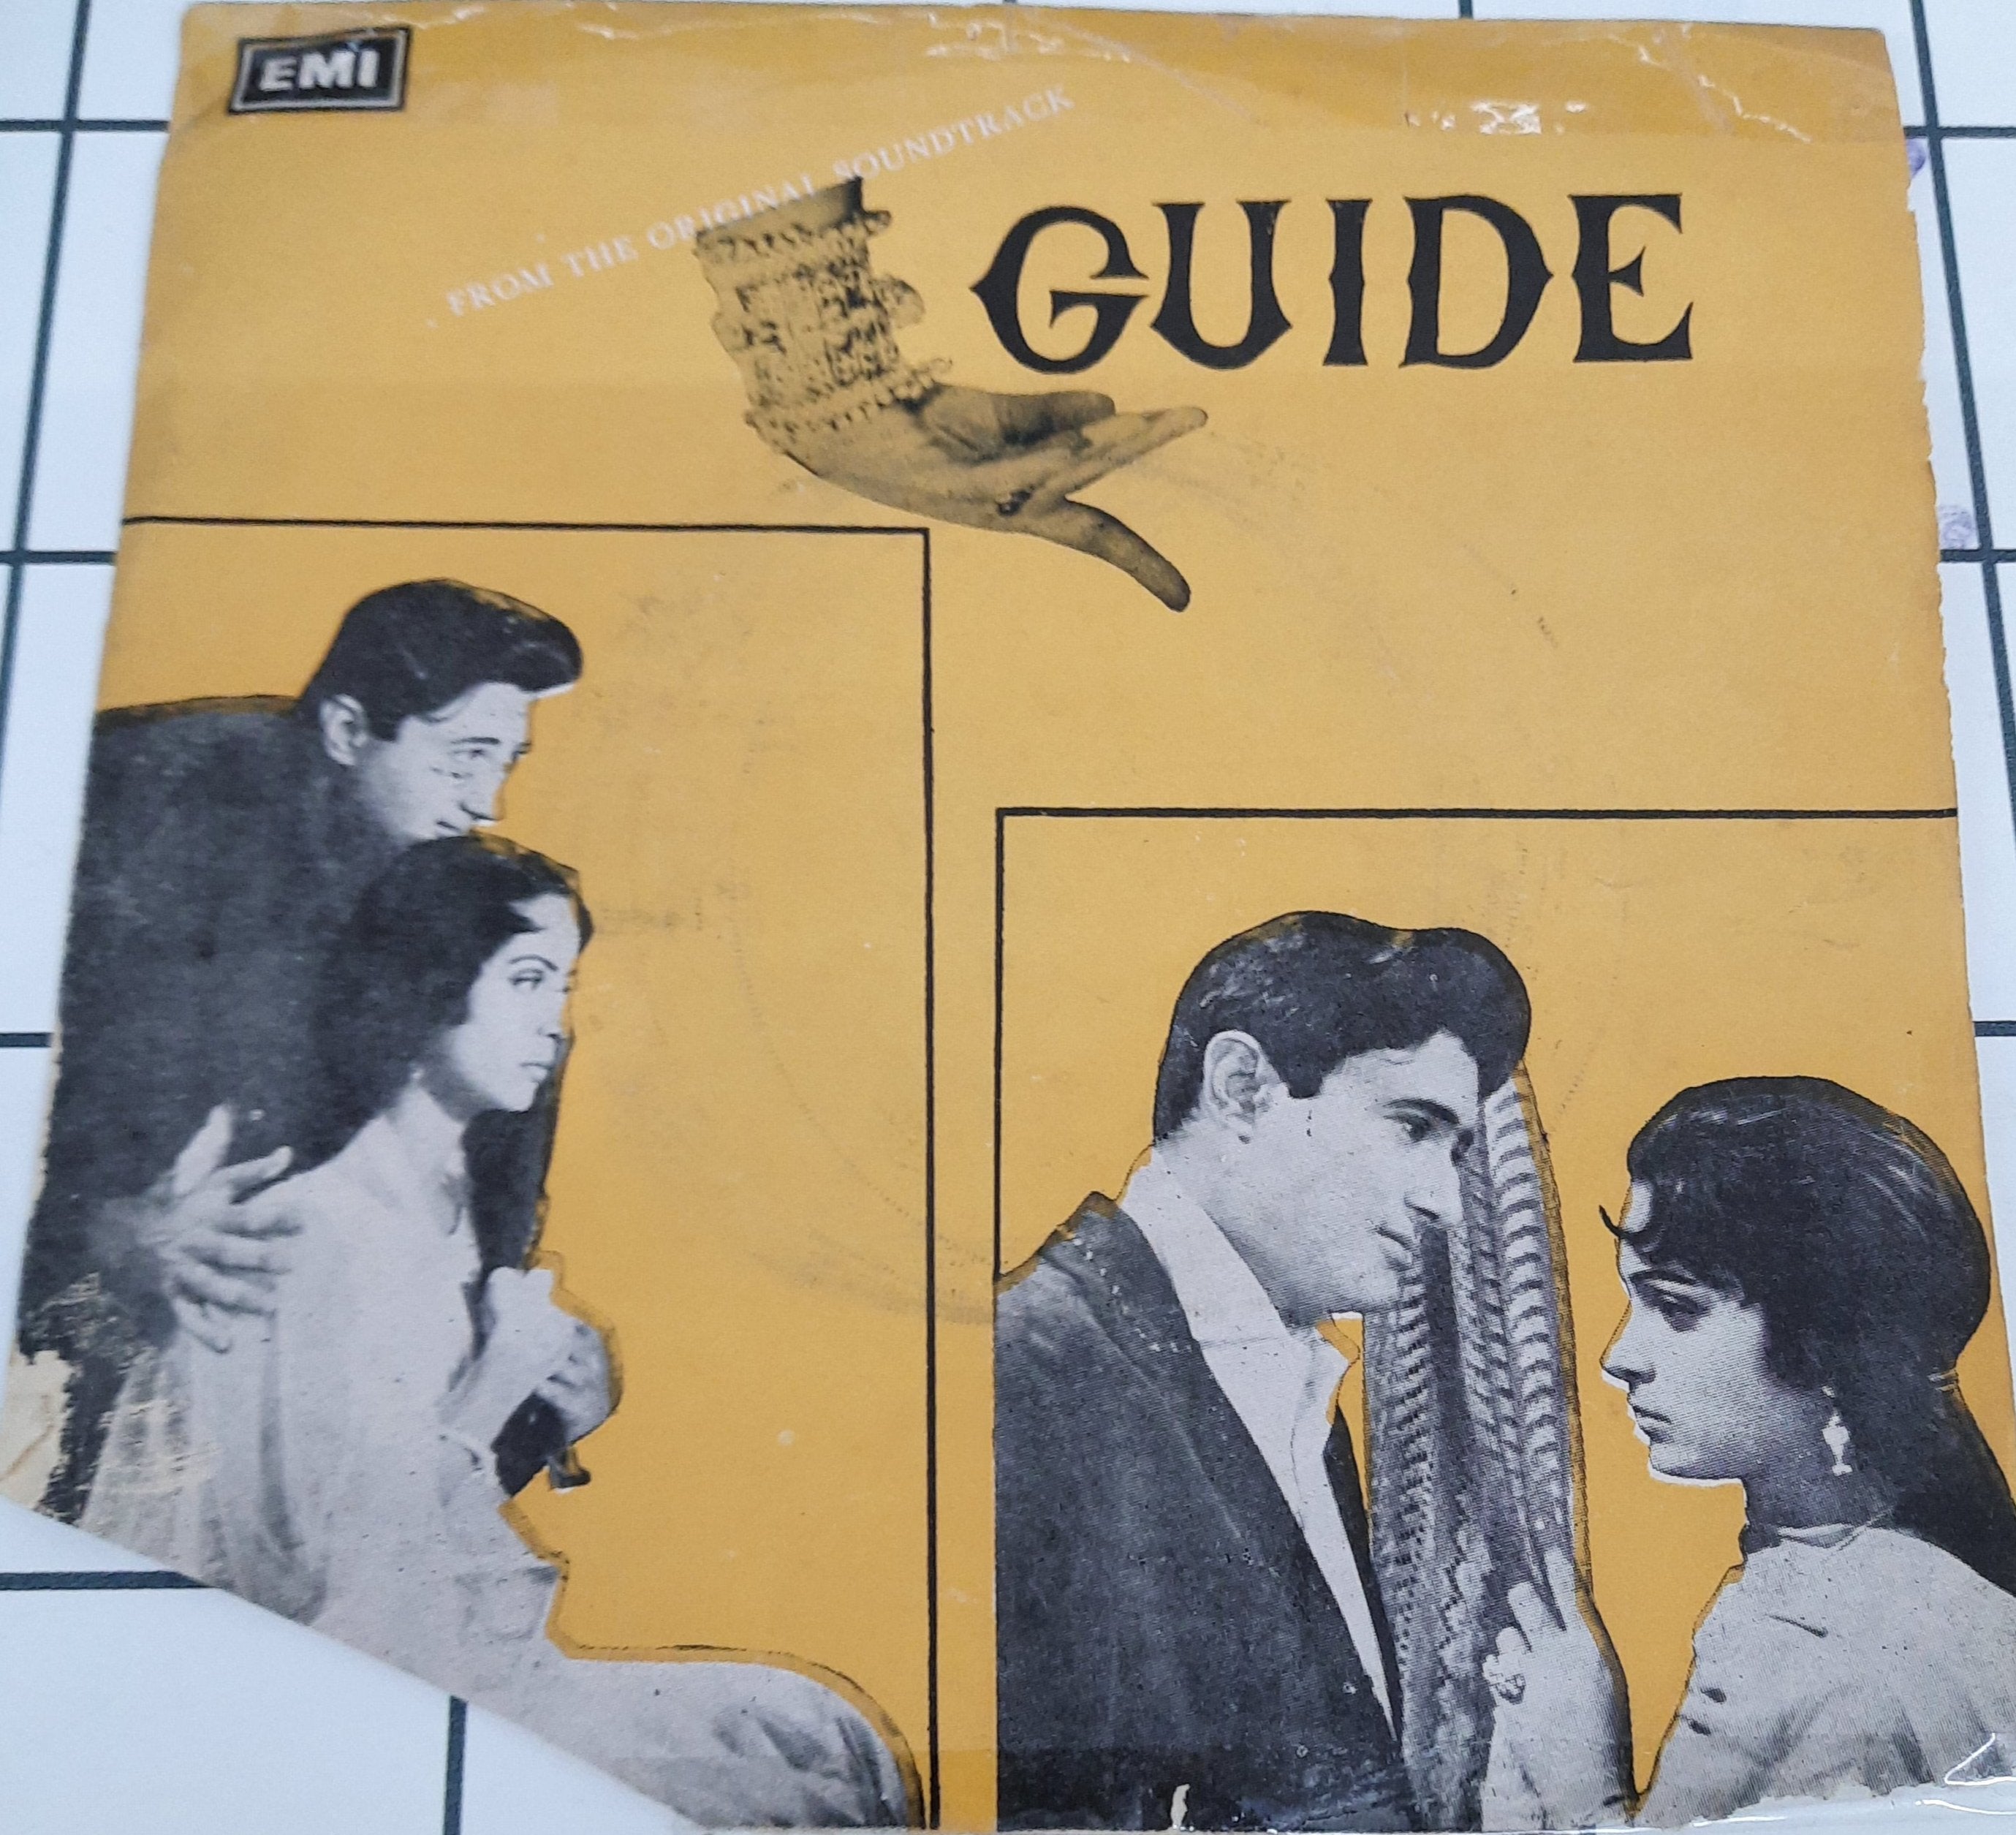 EMI
FROM THE ORIGINAL SOUNDTRACK
GUIDE